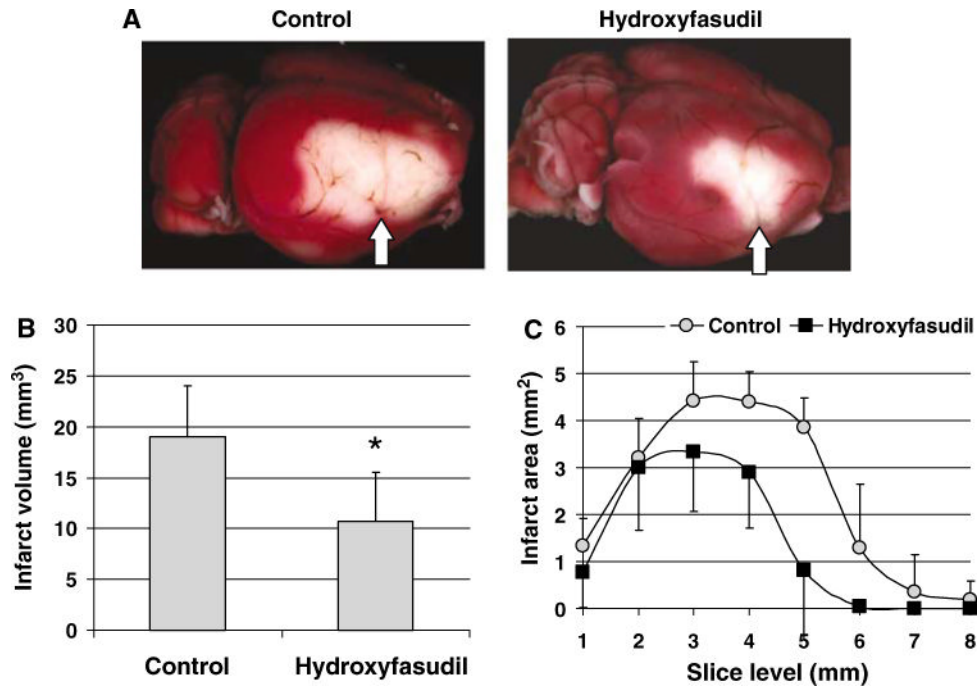 A
Control
Hydroxyfasudil
B
Infarct volume (mm³)
30
25
20
15
10
5
0
*
Control
Hydroxyfasudil
C
Control
Hydroxyfasudil
Infarct area (mm²)
6
5
4
3
2
1
0
1 2 3 4 5 6 7 8
Slice level (mm)